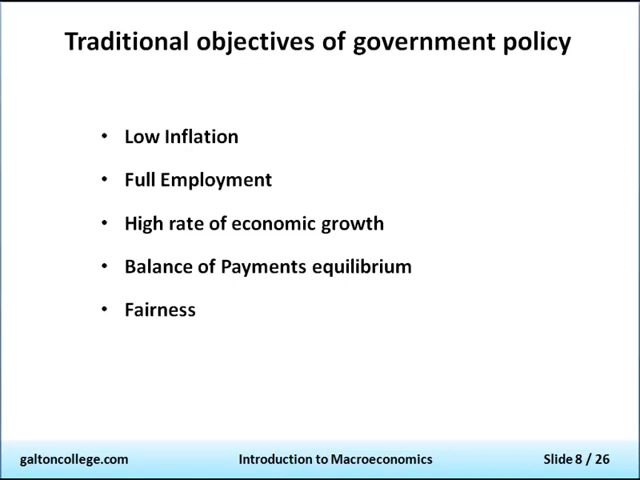 Traditional objectives of government policy
• Low Inflation
• Full Employment
• High rate of economic growth
• Balance of Payments equilibrium
• Fairness
galtoncollege.com Introduction to Macroeconomics Slide 8 / 26